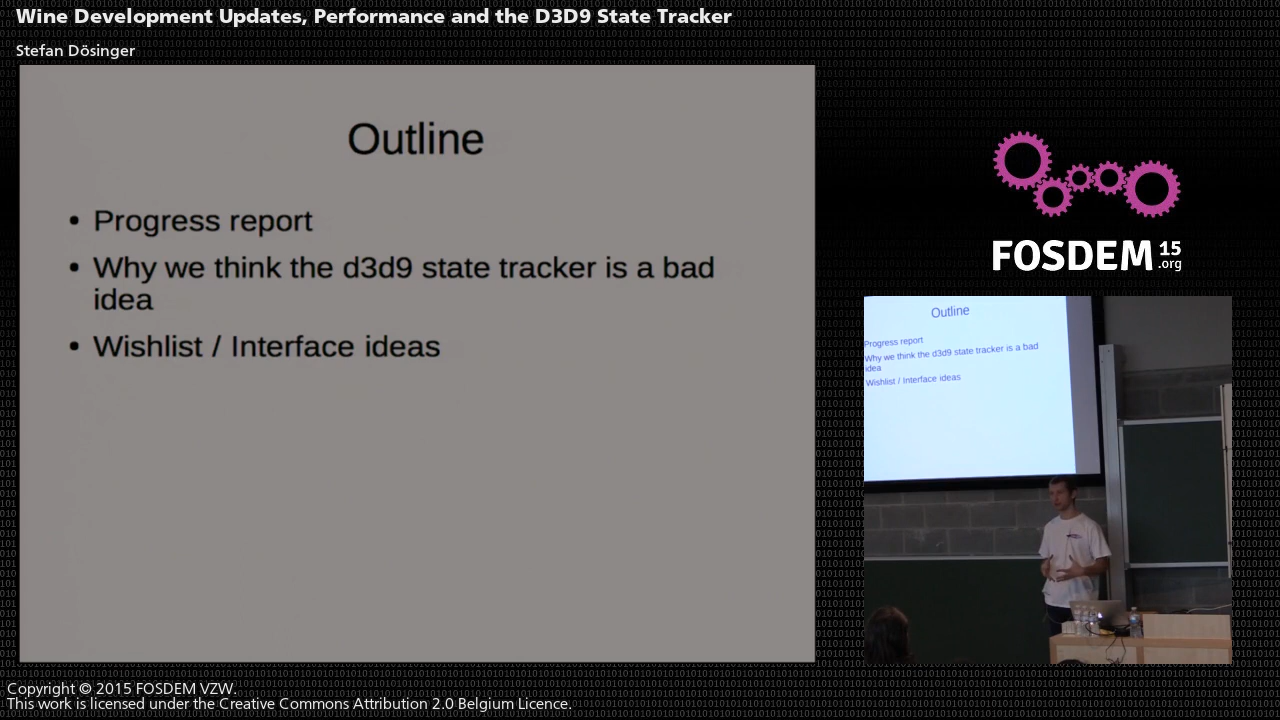 Wine Development Updates, Performance and the D3D9 State Tracker
Stefan Dösinger
Outline
• Progress report
• Why we think the d3d9 state tracker is a bad
idea
• Wishlist / Interface ideas
FOSDEM 15
.org
Outline
Progress report
Why we think the d3d9 state tracker is a bad
idea
Wishlist / Interface ideas
Copyright © 2015 FOSDEM VZW.
This work is licensed under the Creative Commons Attribution 2.0 Belgium Licence.